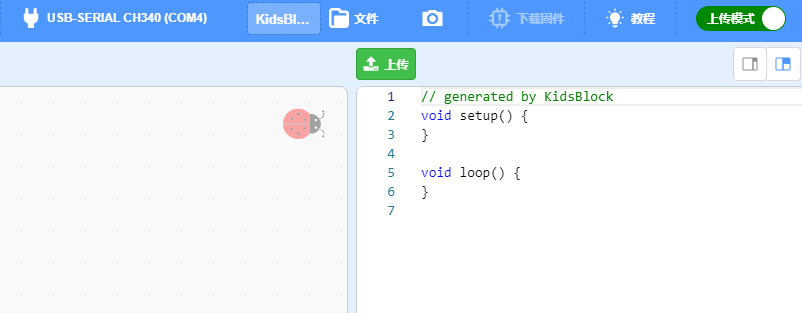 USB-SERIAL CH340 (COM4) KidsBl... 文件 下载固件 教程 上传模式
上传
1 // generated by KidsBlock
2 void setup() {
3 }
4
5 void loop() {
6 }
7